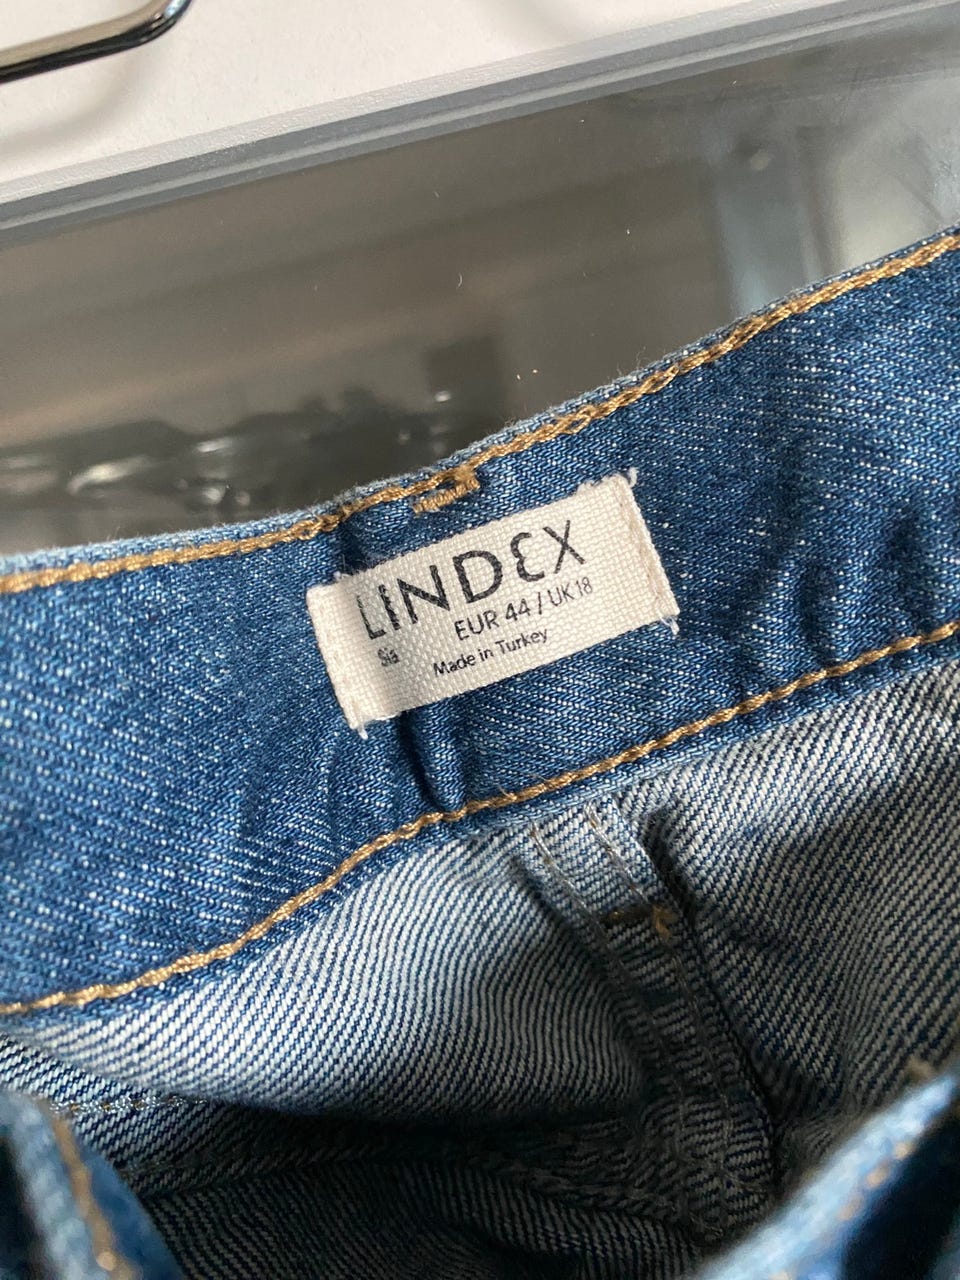 LINDEX
EUR 44 / UK 18
Sia
Made in Turkey